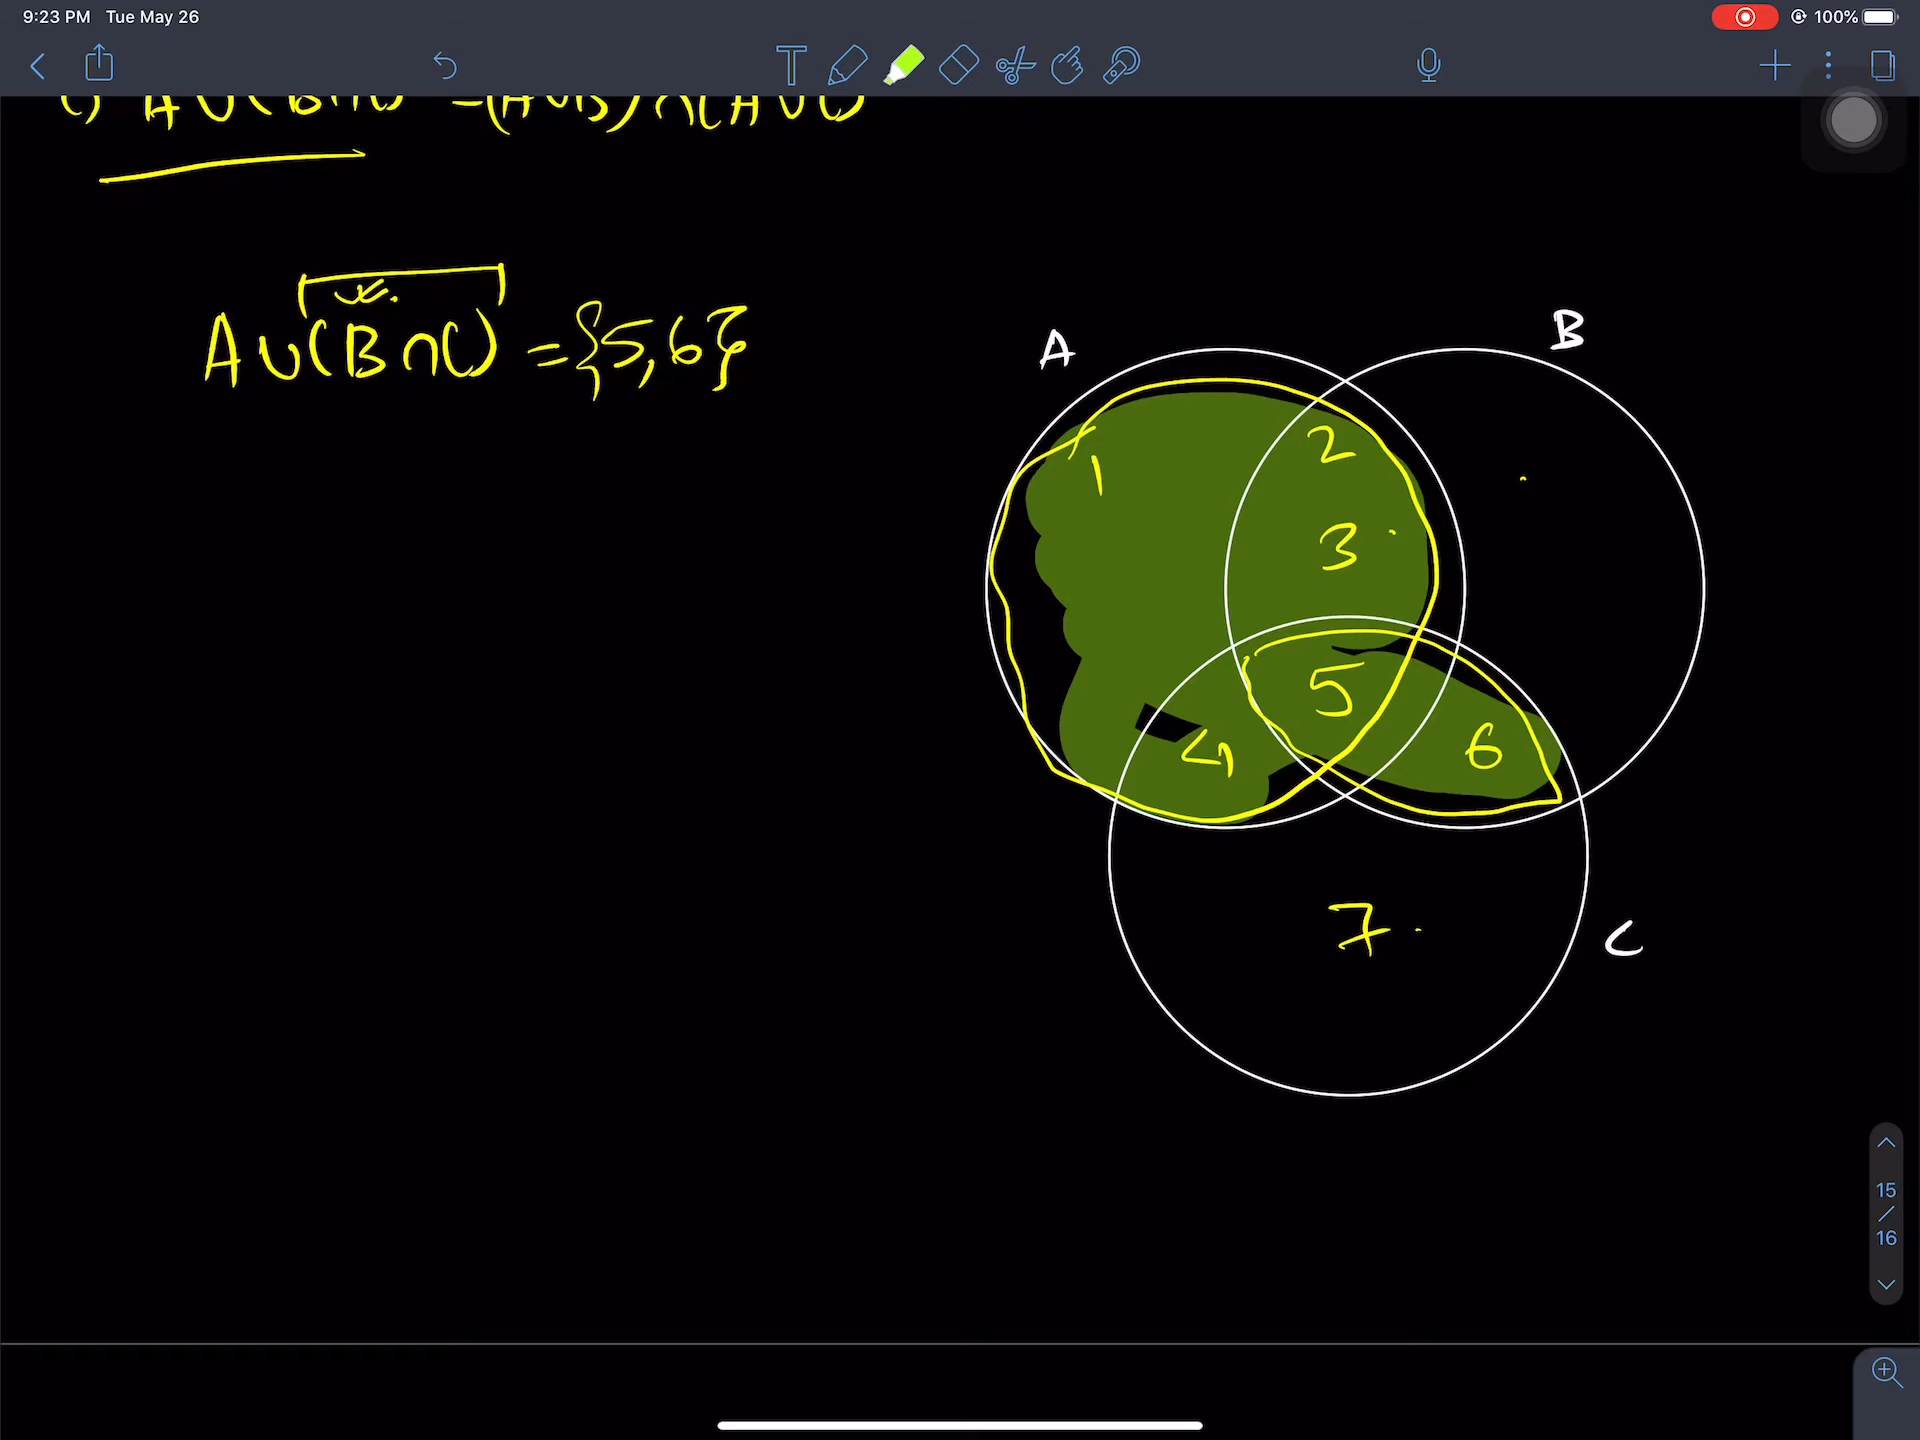 9:23 PM Tue May 26
100%
T
A∪(B∩C) =(A∪B)∩(A∪C)
A∪(B∩C) ={5,6}
A
B
1
2
3
5
4
6
7
C
15
/
16